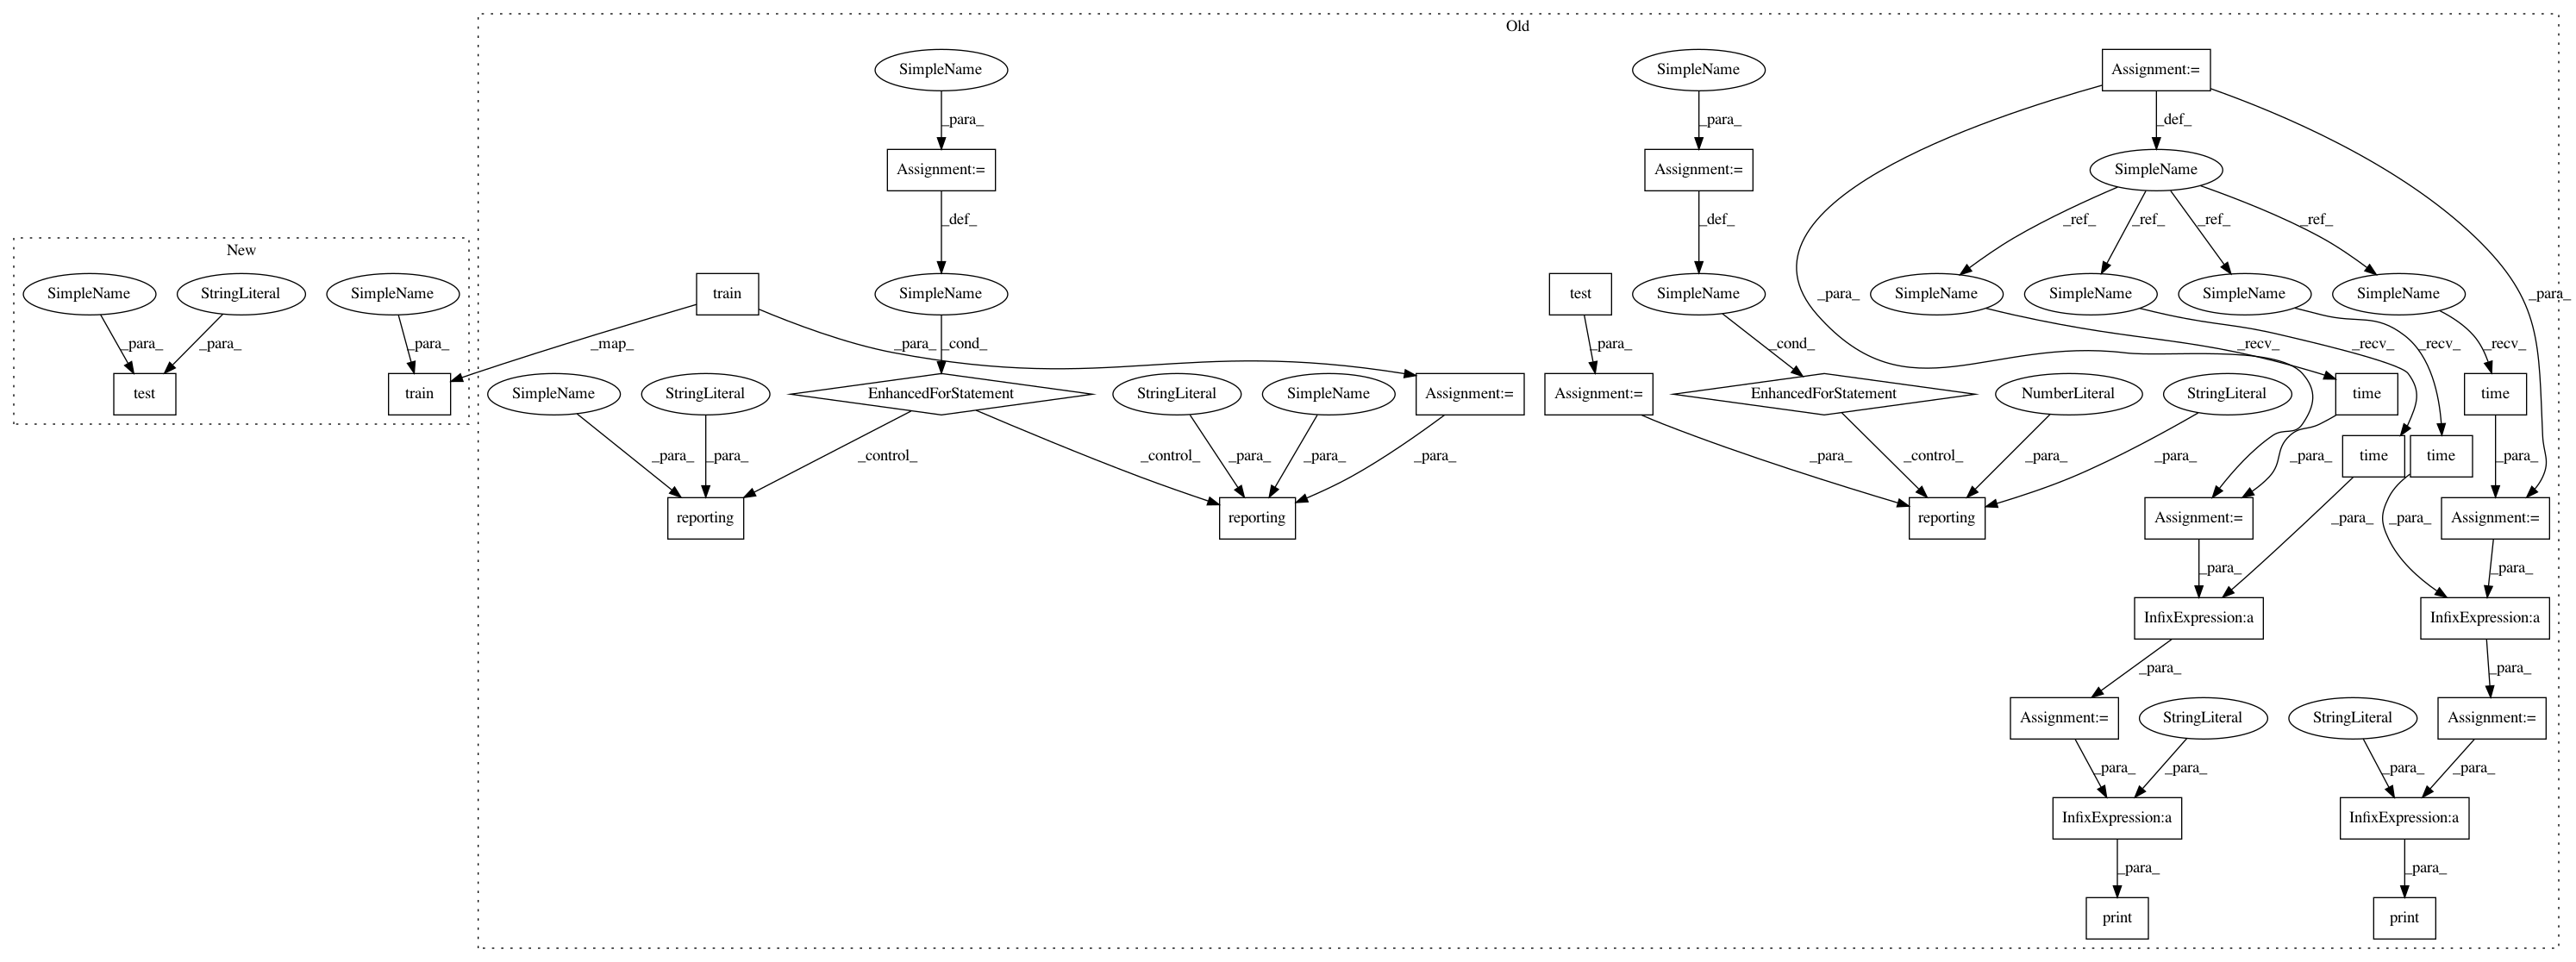 Old
SimpleName
SimpleName
Assignment:=
_para_
_para_
_def_
Assignment:=
Assignment:=
SimpleName
_def_
_def_
_ref_
_ref_
_ref_
_ref_
New
SimpleName
StringLiteral
SimpleName
train
SimpleName
test
SimpleName
_para_
SimpleName
SimpleName
SimpleName
SimpleName
_para_
_para_
_para_
_para_
_map_
_para_
_cond_
_para_
_cond_
_recv_
_recv_
_recv_
_recv_
test
train
SimpleName
StringLiteral
EnhancedForStatement
StringLiteral
SimpleName
Assignment:=
Assignment:=
EnhancedForStatement
NumberLiteral
StringLiteral
time
time
_para_
_para_
_control_
_control_
_para_
_para_
_para_
_para_
_control_
_para_
_para_
_para_
time
time
_para_
reporting
reporting
reporting
Assignment:=
_para_
_para_
Assignment:=
_para_
_para_
InfixExpression:a
InfixExpression:a
_para_
_para_
Assignment:=
StringLiteral
StringLiteral
Assignment:=
_para_
_para_
_para_
_para_
InfixExpression:a
InfixExpression:a
_para_
_para_
print
print